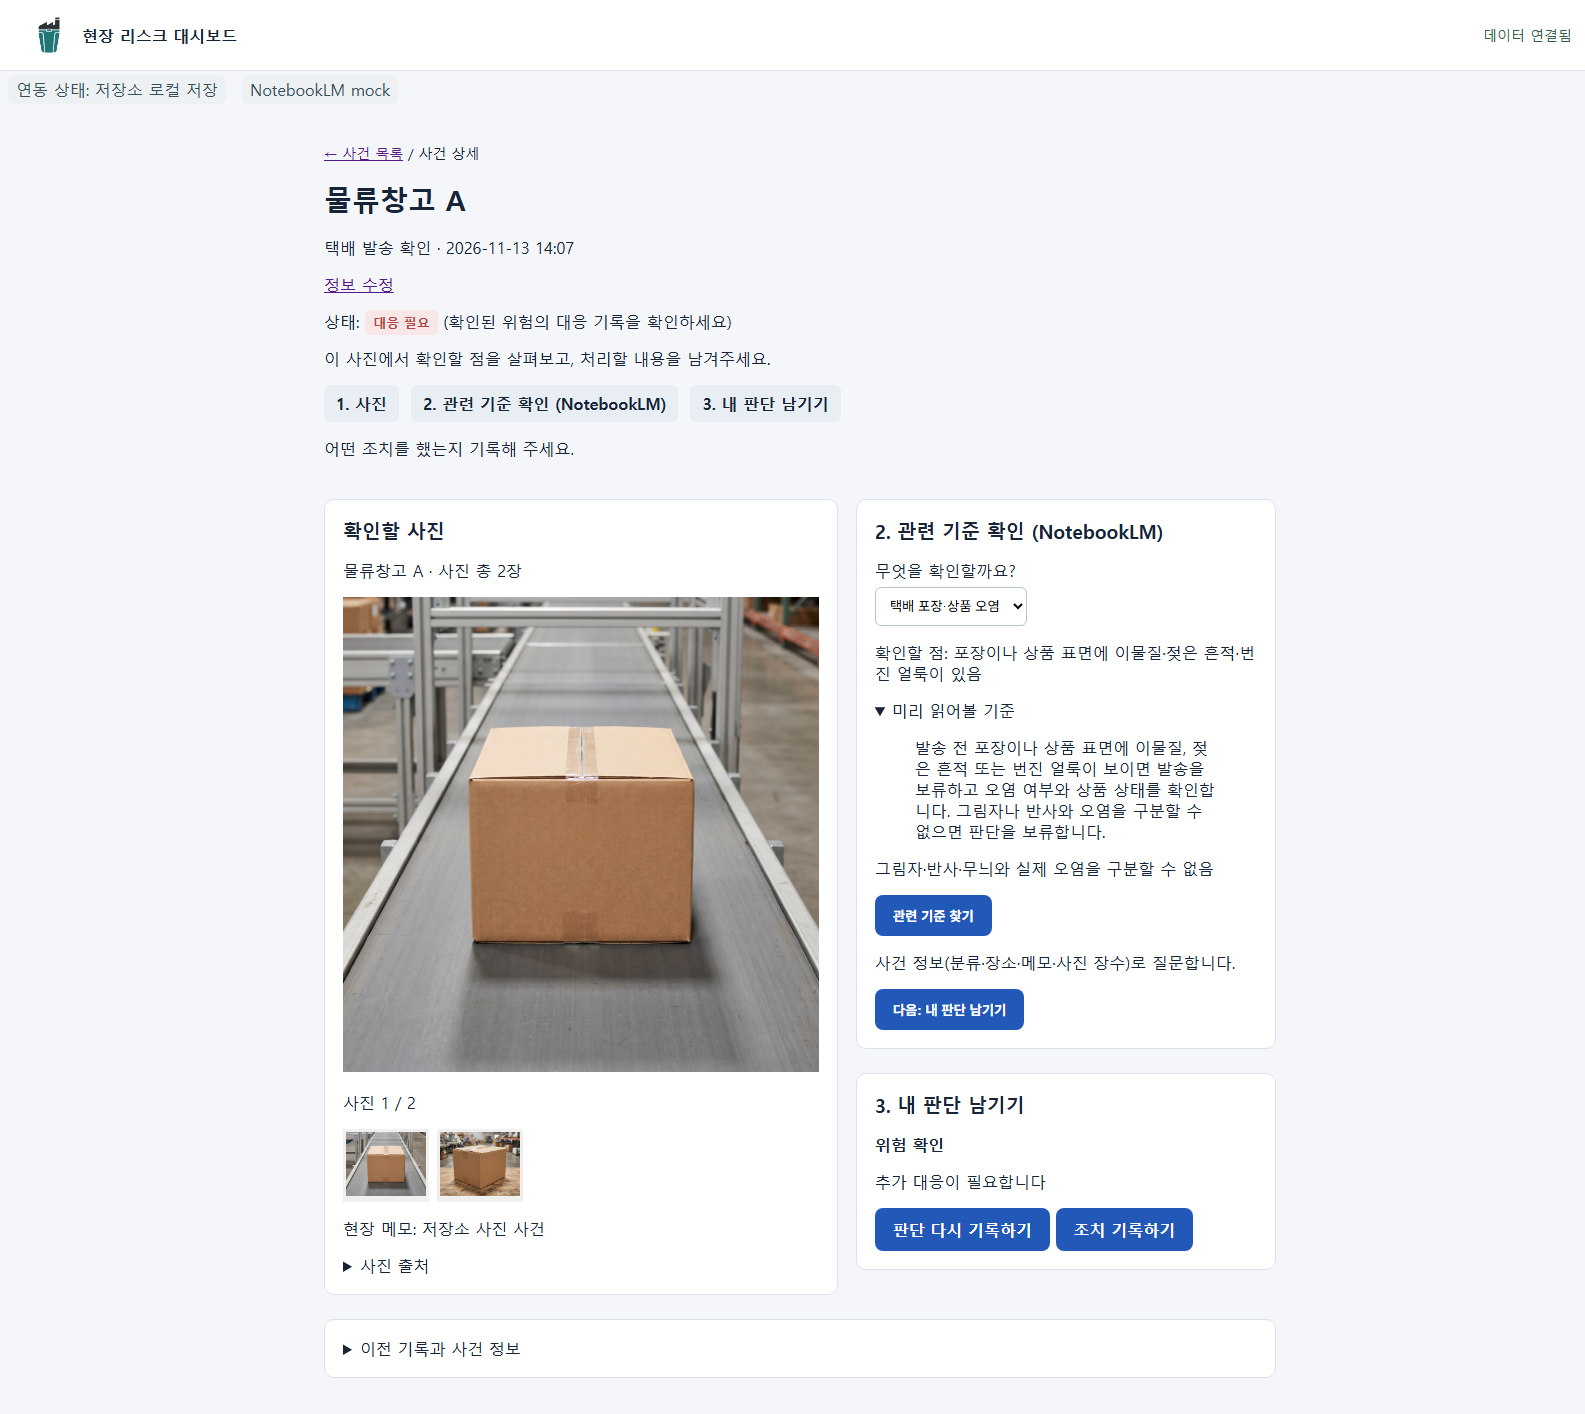 현장 리스크 대시보드
데이터 연결됨
연동 상태: 저장소 로컬 저장
NotebookLM mock
← 사건 목록 / 사건 상세
물류창고 A
택배 발송 확인 · 2026-11-13 14:07
정보 수정
상태: 대응 필요 (확인된 위험의 대응 기록을 확인하세요)
이 사진에서 확인할 점을 살펴보고, 처리할 내용을 남겨주세요.
1. 사진
2. 관련 기준 확인 (NotebookLM)
3. 내 판단 남기기
어떤 조치를 했는지 기록해 주세요.
확인할 사진
물류창고 A · 사진 총 2장
사진 1 / 2
현장 메모: 저장소 사진 사건
▶ 사진 출처
2. 관련 기준 확인 (NotebookLM)
무엇을 확인할까요?
택배 포장·상품 오염
확인할 점: 포장이나 상품 표면에 이물질·젖은 흔적·번
진 얼룩이 있음
▼ 미리 읽어볼 기준
발송 전 포장이나 상품 표면에 이물질, 젖
은 흔적 또는 번진 얼룩이 보이면 발송을
보류하고 오염 여부와 상품 상태를 확인합
니다. 그림자나 반사와 오염을 구분할 수
없으면 판단을 보류합니다.
그림자·반사·무늬와 실제 오염을 구분할 수 없음
관련 기준 찾기
사건 정보(분류·장소·메모·사진 장수)로 질문합니다.
다음: 내 판단 남기기
3. 내 판단 남기기
위험 확인
추가 대응이 필요합니다
판단 다시 기록하기
조치 기록하기
▶ 이전 기록과 사건 정보